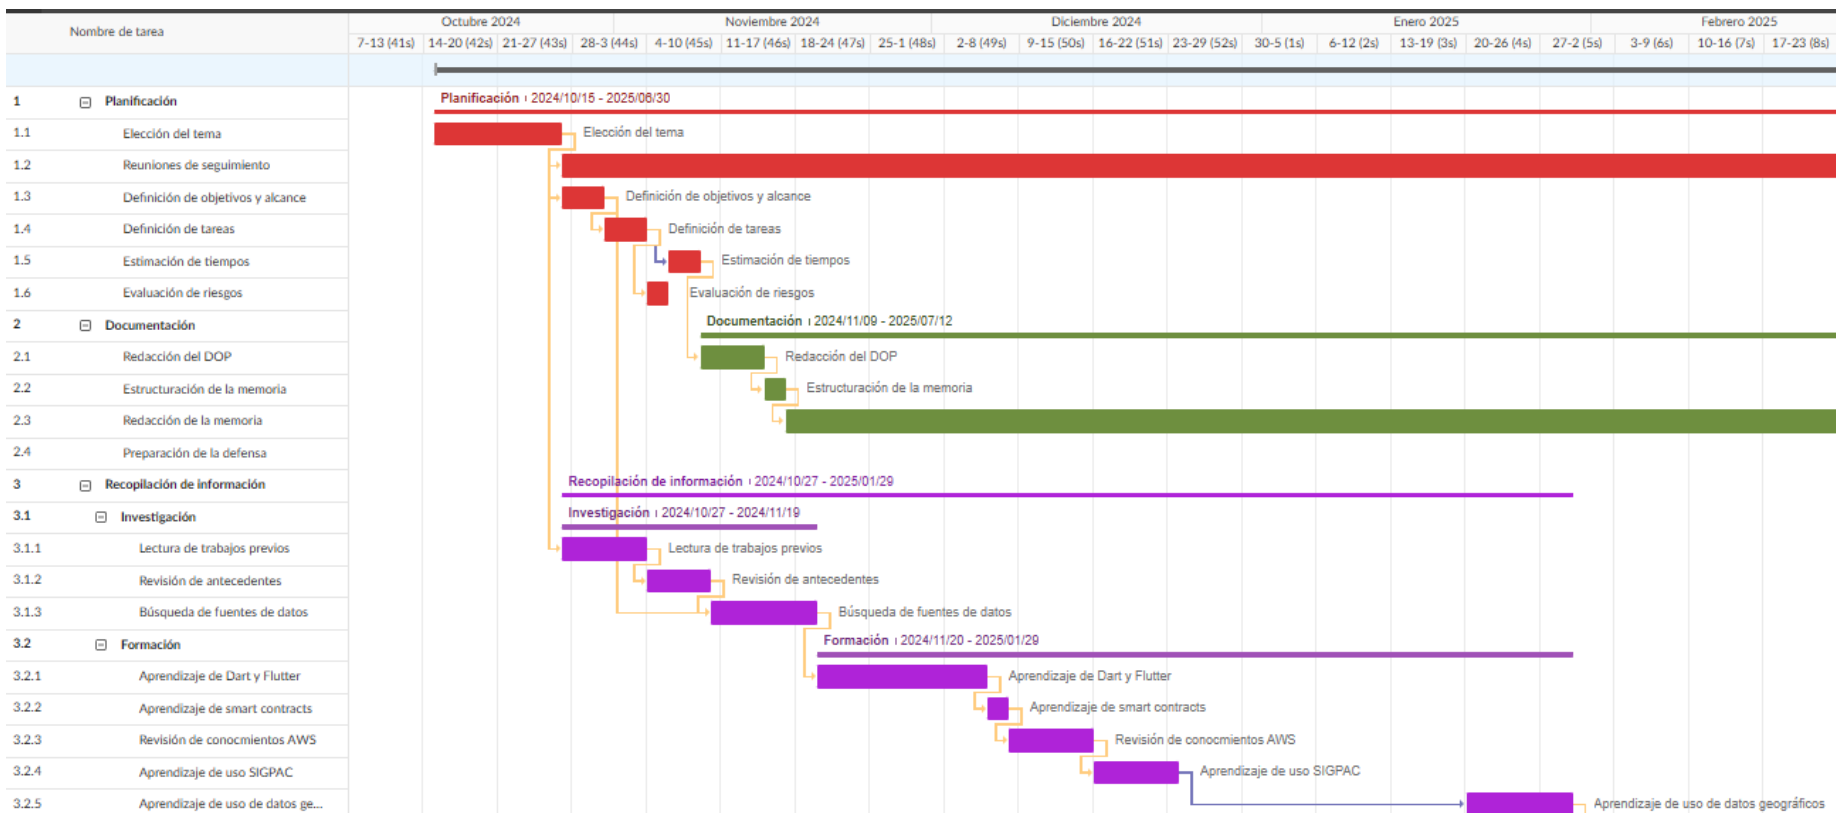 Nombre de tarea
Octubre 2024 Noviembre 2024 Diciembre 2024 Enero 2025 Febrero 2025
7-13 (41s) 14-20 (42s) 21-27 (43s) 28-3 (44s) 4-10 (45s) 11-17 (46s) 18-24 (47s) 25-1 (48s) 2-8 (49s) 9-15 (50s) 16-22 (51s) 23-29 (52s) 30-5 (1s) 6-12 (2s) 13-19 (3s) 20-26 (4s) 27-2 (5s) 3-9 (6s) 10-16 (7s) 17-23 (8s)
1 Planificación Planificación 2024/10/15 - 2025/06/30
1.1 Elección del tema Elección del tema
1.2 Reuniones de seguimiento
1.3 Definición de objetivos y alcance Definición de objetivos y alcance
1.4 Definición de tareas Definición de tareas
1.5 Estimación de tiempos Estimación de tiempos
1.6 Evaluación de riesgos Evaluación de riesgos
2 Documentación Documentación 2024/11/09 - 2025/07/12
2.1 Redacción del DOP Redacción del DOP
2.2 Estructuración de la memoria Estructuración de la memoria
2.3 Redacción de la memoria
2.4 Preparación de la defensa
3 Recopilación de información Recopilación de información 2024/10/27 - 2025/01/29
3.1 Investigación Investigación 2024/10/27 - 2024/11/19
3.1.1 Lectura de trabajos previos Lectura de trabajos previos
3.1.2 Revisión de antecedentes Revisión de antecedentes
3.1.3 Búsqueda de fuentes de datos Búsqueda de fuentes de datos
3.2 Formación Formación 2024/11/20 - 2025/01/29
3.2.1 Aprendizaje de Dart y Flutter Aprendizaje de Dart y Flutter
3.2.2 Aprendizaje de smart contracts Aprendizaje de smart contracts
3.2.3 Revisión de conocmientos AWS Revisión de conocmientos AWS
3.2.4 Aprendizaje de uso SIGPAC Aprendizaje de uso SIGPAC
3.2.5 Aprendizaje de uso de datos ge... Aprendizaje de uso de datos geográficos